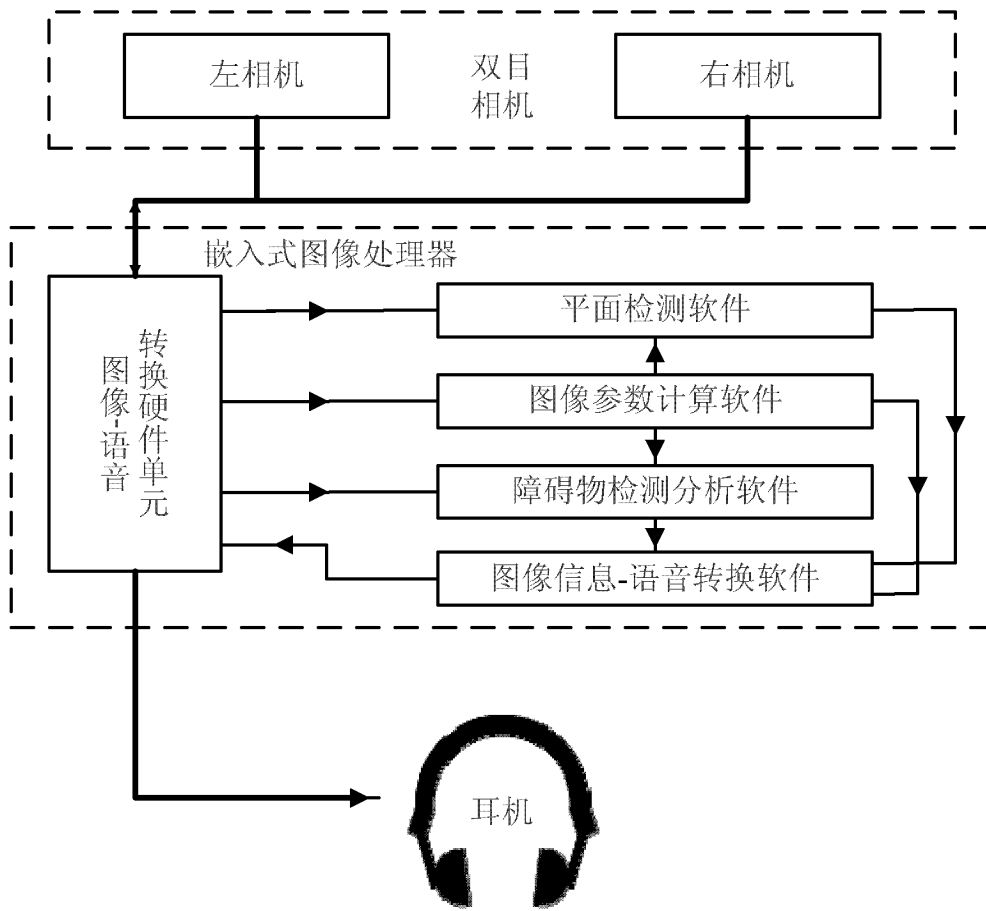 左相机
双目
相机
右相机
嵌入式图像处理器
图像-语音
转换硬件单元
平面检测软件
图像参数计算软件
障碍物检测分析软件
图像信息-语音转换软件
耳机